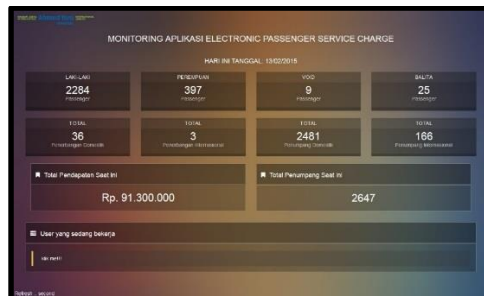 MONITORING APLIKASI ELECTRONIC PASSENGER SERVICE CHARGE
HARI INI TANGGAL, 13/02/2015
LAKI-LAKI
2284
Passenger
PEREMPUAN
397
Passenger
VOID
9
Passenger
BALITA
25
Passenger
TOTAL
36
Penerbangan Domestik
TOTAL
3
Penerbangan Internasional
TOTAL
2481
Penumpang Domestik
TOTAL
166
Penumpang Internasional
Total Pendapatan Saat Ini
Rp. 91.300.000
Total Penumpang Saat Ini
2647
User yang sedang bekerja